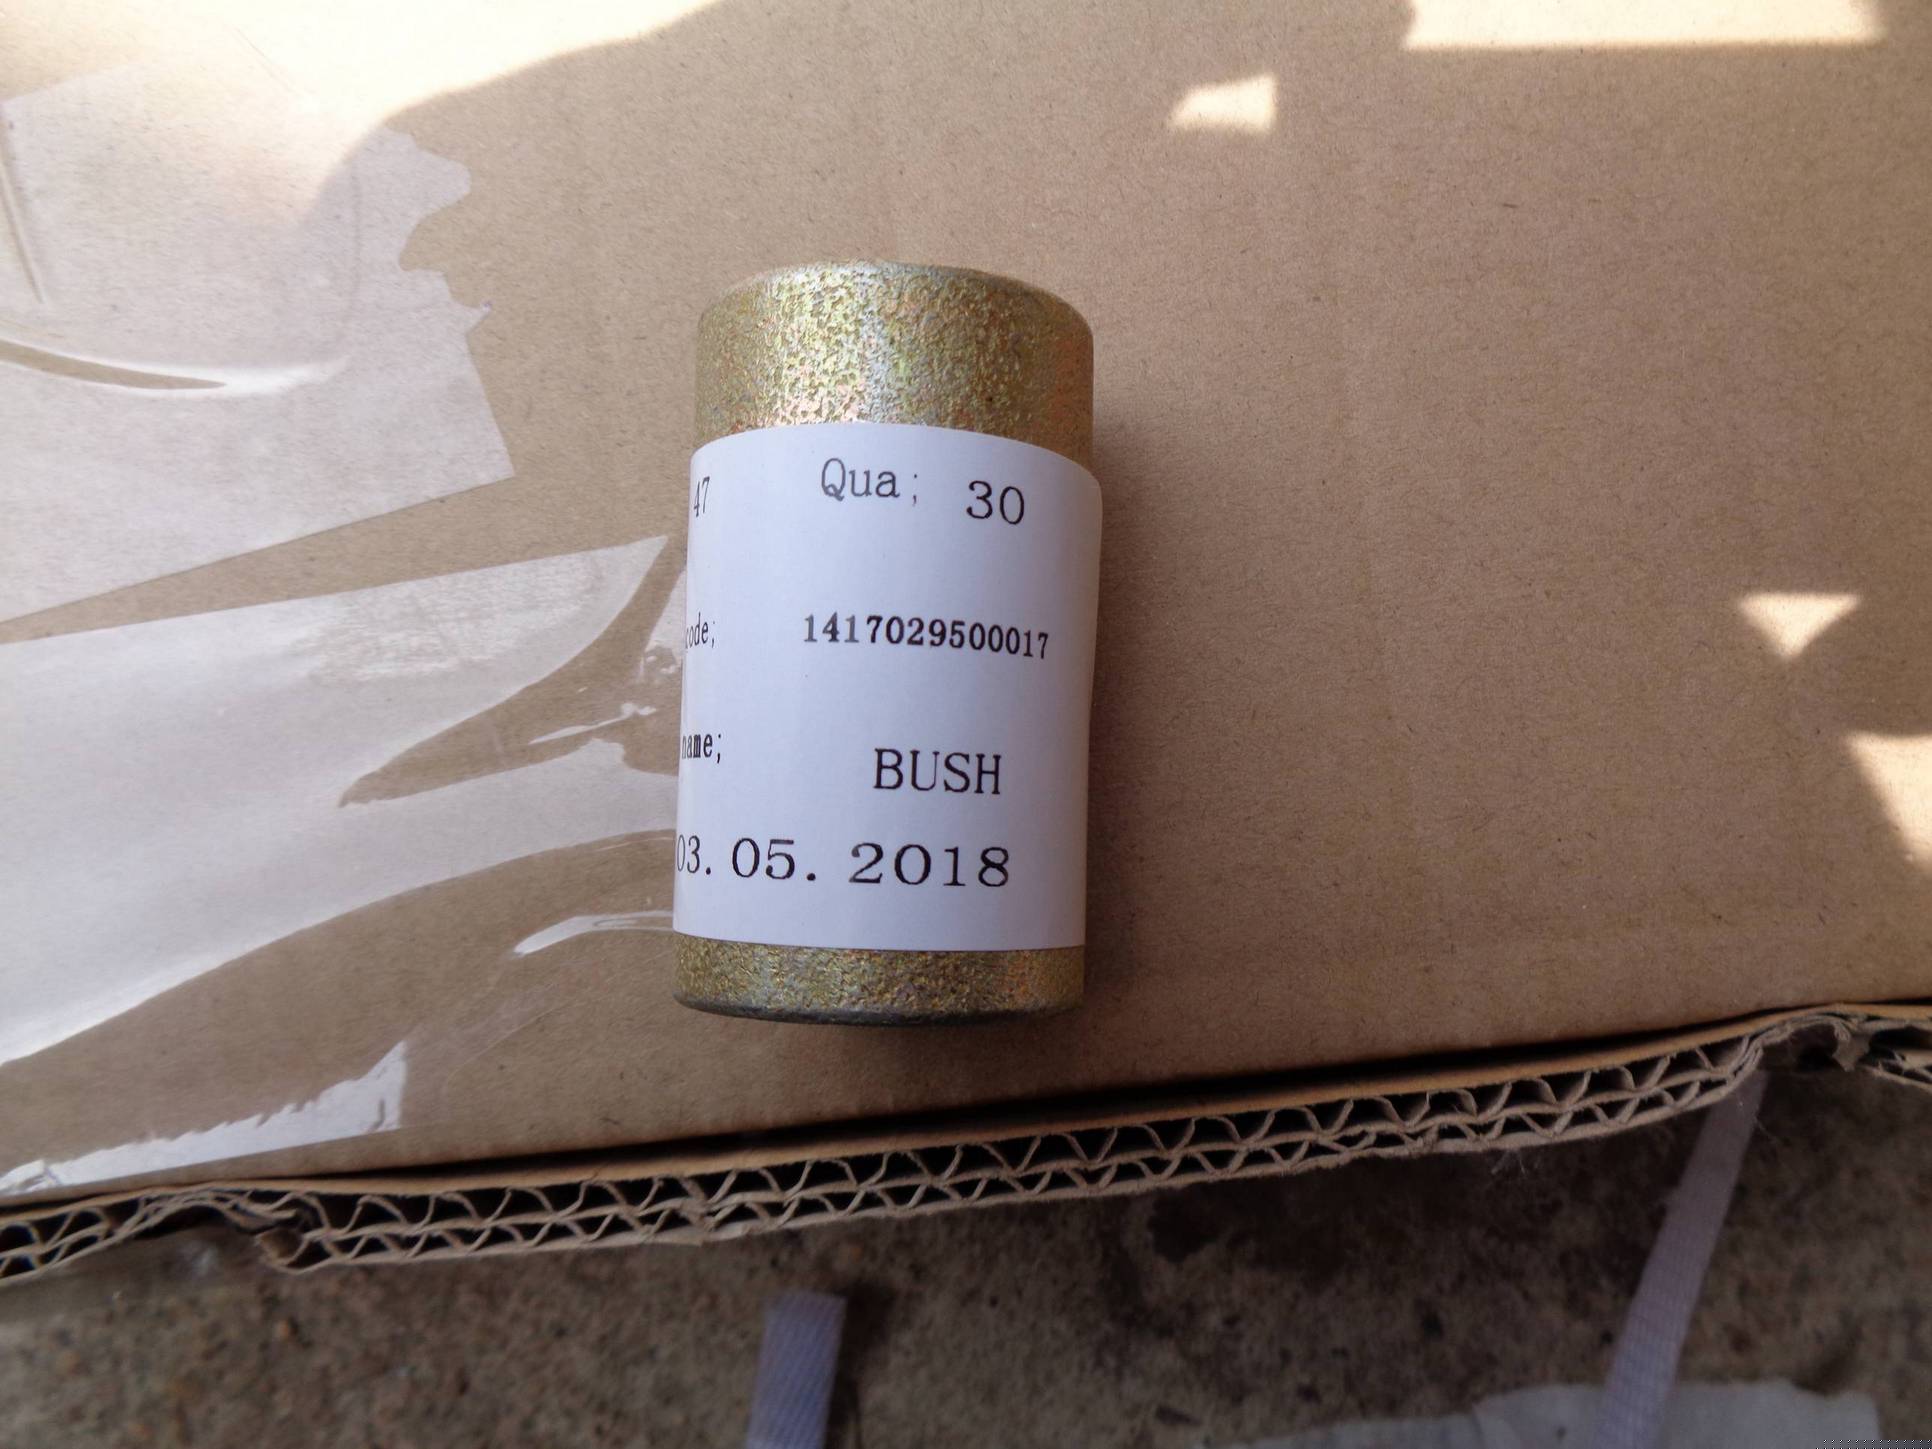 47 Qua; 30
code; 1417029500017
name; BUSH
03. 05. 2018